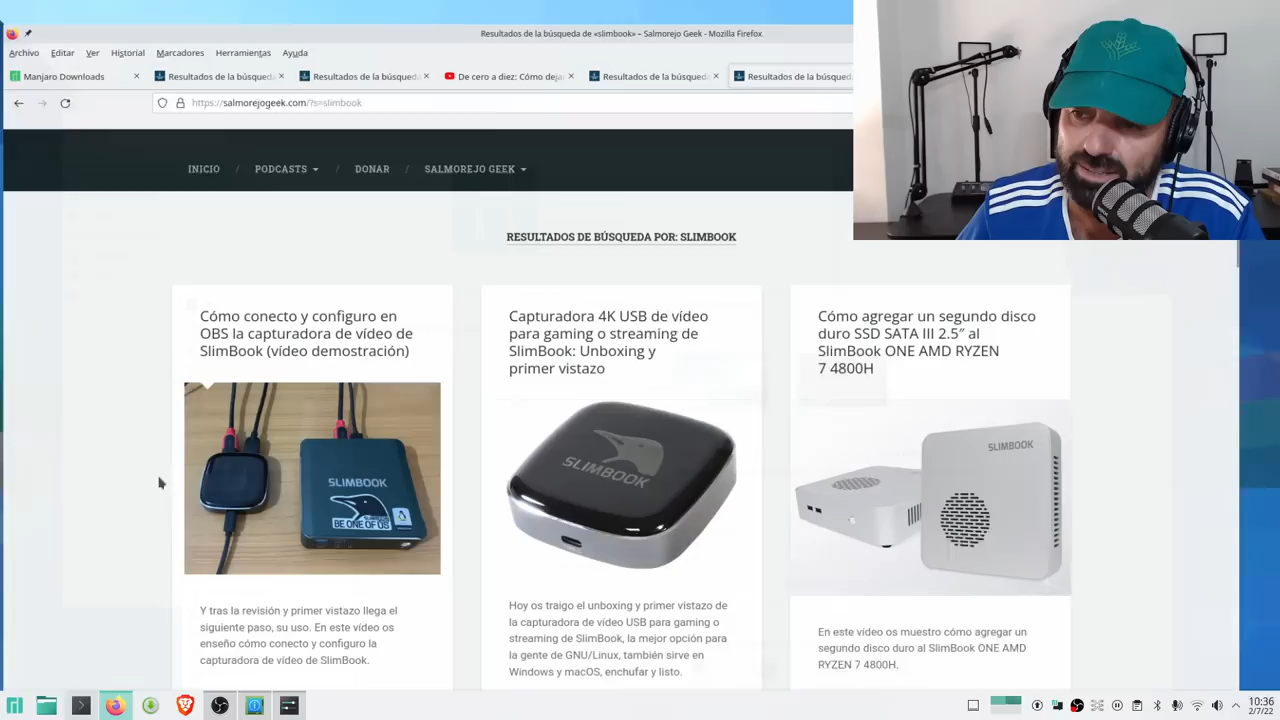 Resultados de la búsqueda de «slimbook» – Salmorejo Geek - Mozilla Firefox
Archivo Editar Ver Historial Marcadores Herramientas Ayuda
Manjaro Downloads
Resultados de la búsqueda
Resultados de la búsqueda
De cero a diez: Cómo deja
Resultados de la búsqueda
Resultados de la búsqueda
https://salmorejogeek.com/?s=slimbook
INICIO / PODCASTS / DONAR / SALMOREJO GEEK
RESULTADOS DE BÚSQUEDA POR: SLIMBOOK
Cómo conecto y configuro en
OBS la capturadora de vídeo de
SlimBook (vídeo demostración)
SLIMBOOK
BE ONE OF US
Y tras la revisión y primer vistazo llega el
siguiente paso, su uso. En este vídeo os
enseño cómo conecto y configuro la
capturadora de vídeo de SlimBook.
Capturadora 4K USB de vídeo
para gaming o streaming de
SlimBook: Unboxing y
primer vistazo
SLIMBOOK
Hoy os traigo el unboxing y primer vistazo de
la capturadora de vídeo USB para gaming o
streaming de SlimBook, la mejor opción para
la gente de GNU/Linux, también sirve en
Windows y macOS, enchufar y listo.
Cómo agregar un segundo disco
duro SSD SATA III 2.5″ al
SlimBook ONE AMD RYZEN
7 4800H
SLIMBOOK
En este vídeo os muestro cómo agregar un
segundo disco duro al SlimBook ONE AMD
RYZEN 7 4800H.
10:36
2/7/22